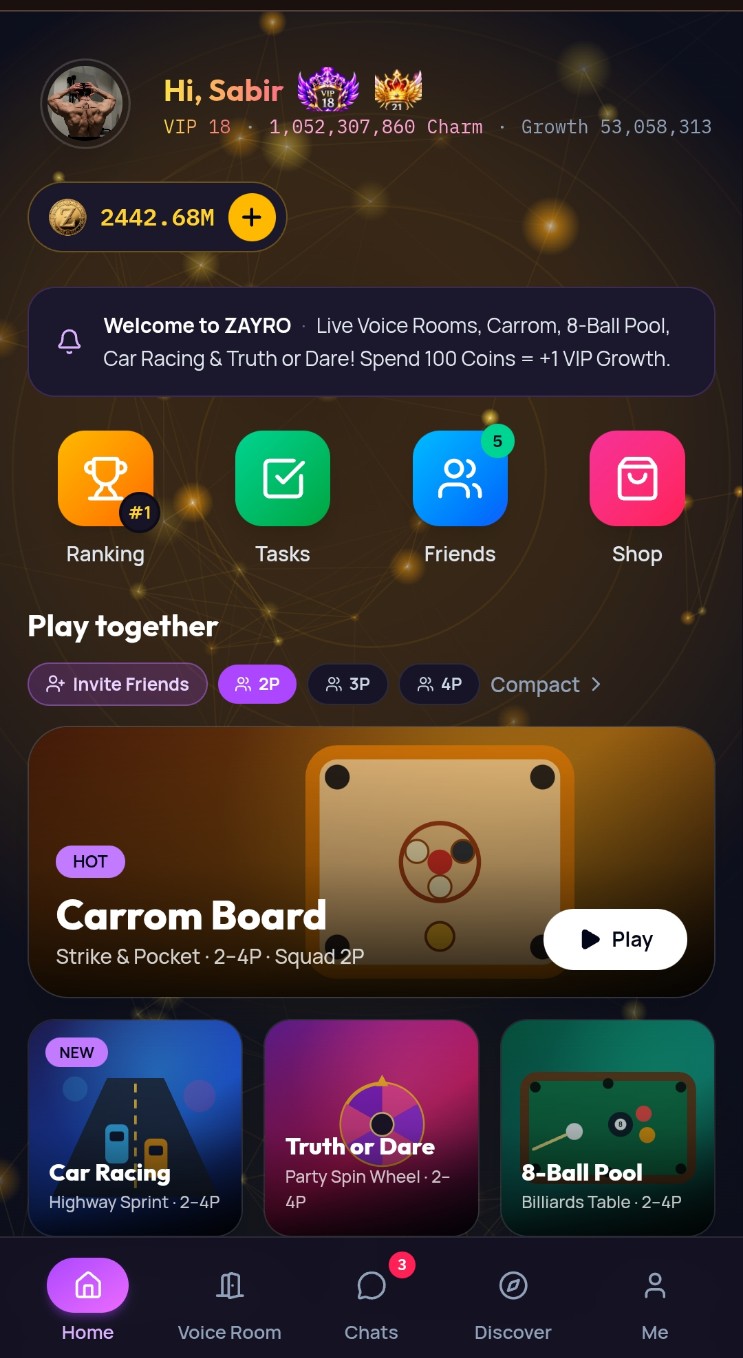 Hi, Sabir VIP 18 21
VIP 18 · 1,052,307,860 Charm · Growth 53,058,313
Z 2442.68M +
Welcome to ZAYRO · Live Voice Rooms, Carrom, 8-Ball Pool,
Car Racing & Truth or Dare! Spend 100 Coins = +1 VIP Growth.
#1 5
Ranking Tasks Friends Shop
Play together
Invite Friends 2P 3P 4P Compact
HOT
Carrom Board
Strike & Pocket · 2–4P · Squad 2P
Play
NEW
Car Racing
Highway Sprint · 2–4P
Truth or Dare
Party Spin Wheel · 2–
4P
8
8-Ball Pool
Billiards Table · 2–4P
3
Home Voice Room Chats Discover Me